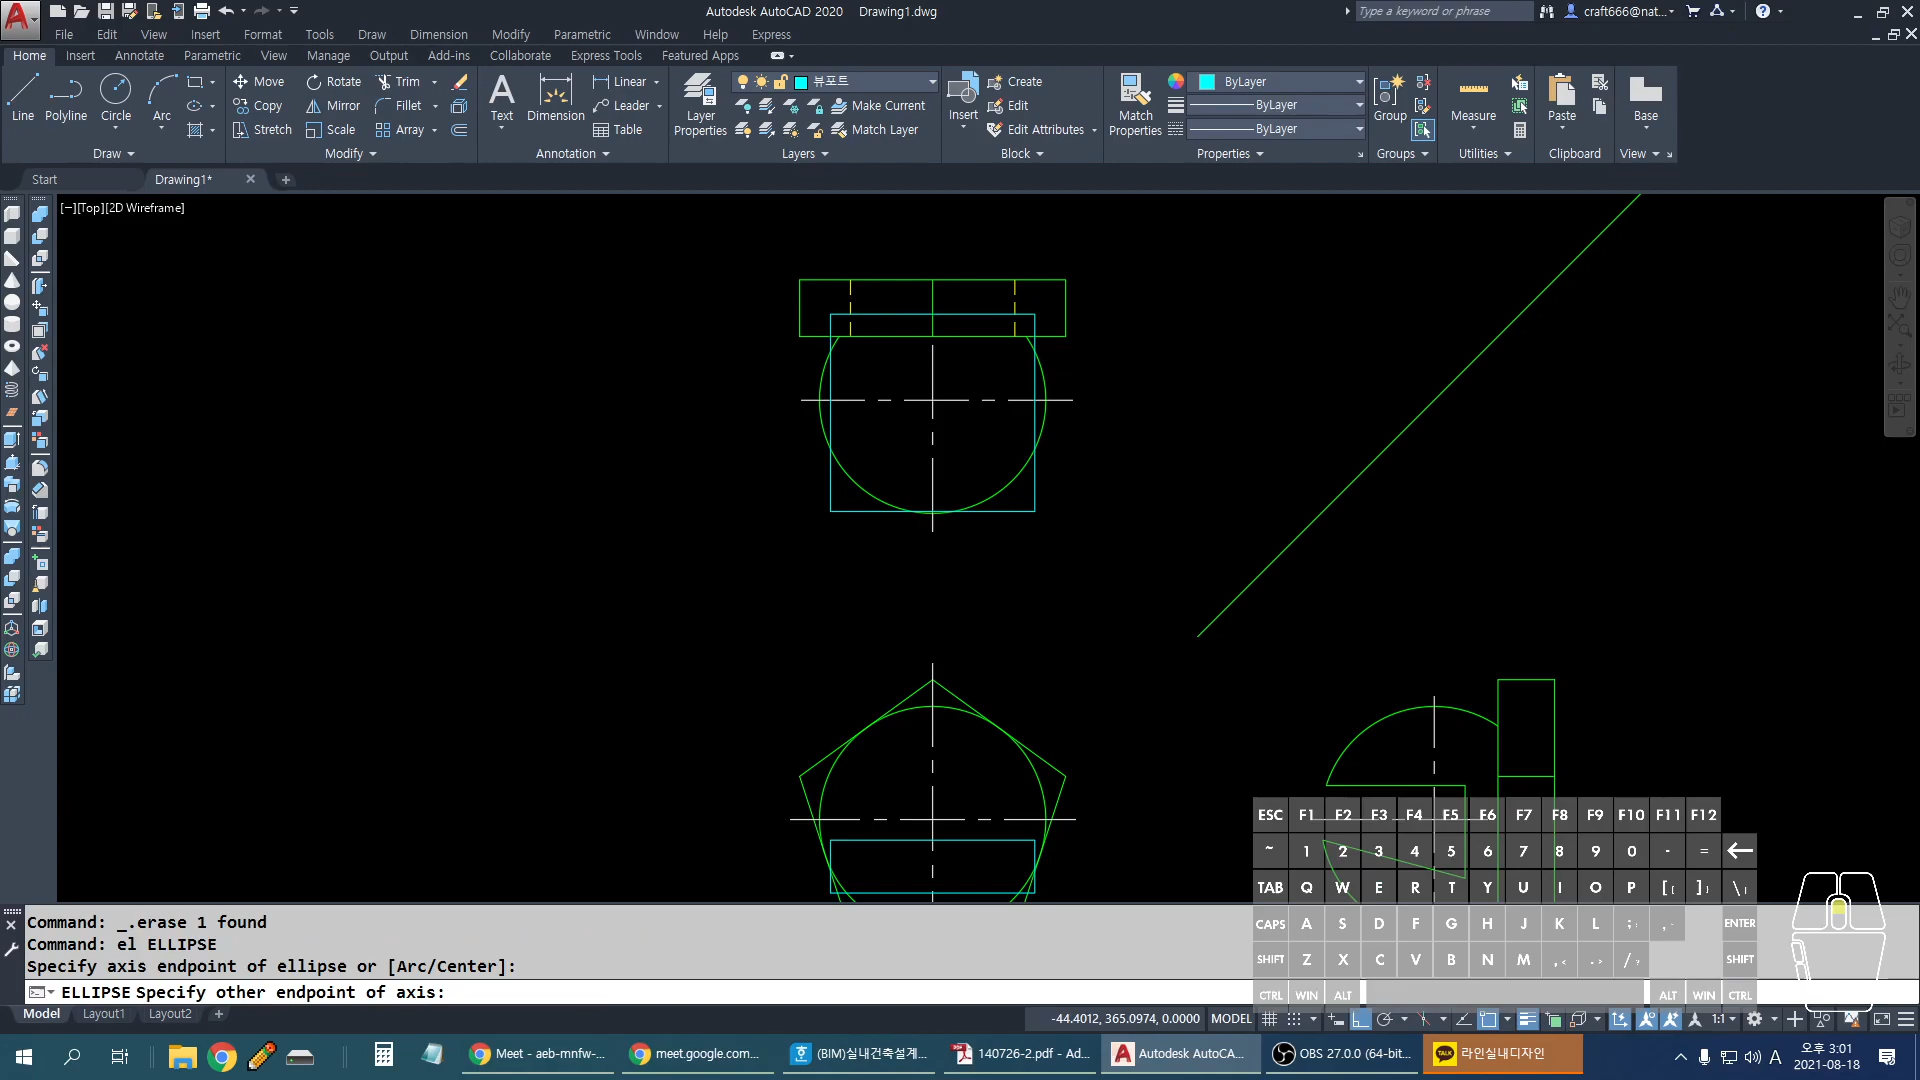 Autodesk AutoCAD 2020 Drawing1.dwg
Type a keyword or phrase
craft666@nat...
File Edit View Insert Format Tools Draw Dimension Modify Parametric Window Help Express
Home Insert Annotate Parametric View Manage Output Add-ins Collaborate Express Tools Featured Apps
Move Rotate Trim Linear 뷰포트 Create ByLayer
Copy Mirror Fillet Leader Make Current Edit ByLayer
Line Polyline Circle Arc Text Dimension Insert Group Measure Paste Base
Stretch Scale Array Table Layer Properties Match Layer Edit Attributes Match Properties ByLayer
Draw Modify Annotation Layers Block Properties Groups Utilities Clipboard View
Start Drawing1*
[−][Top][2D Wireframe]
ESC F1 F2 F3 F4 F5 F6 F7 F8 F9 F10 F11 F12
~ 1 2 3 4 5 6 7 8 9 0 - =
TAB Q W E R T Y U I O P [{ ]} \|
CAPS A S D F G H J K L ;: ,. ENTER
SHIFT Z X C V B N M ,< .> /? SHIFT
CTRL WIN ALT ALT WIN CTRL
Command: _.erase 1 found
Command: el ELLIPSE
Specify axis endpoint of ellipse or [Arc/Center]:
ELLIPSE Specify other endpoint of axis:
Model Layout1 Layout2 +
-44.4012, 365.0974, 0.0000 MODEL 1:1
Meet - aeb-mnfw-... meet.google.com... (BIM)실내건축설계... 140726-2.pdf - Ad... Autodesk AutoCA... OBS 27.0.0 (64-bit... TALK 라인실내디자인
A 오후 3:01
2021-08-18